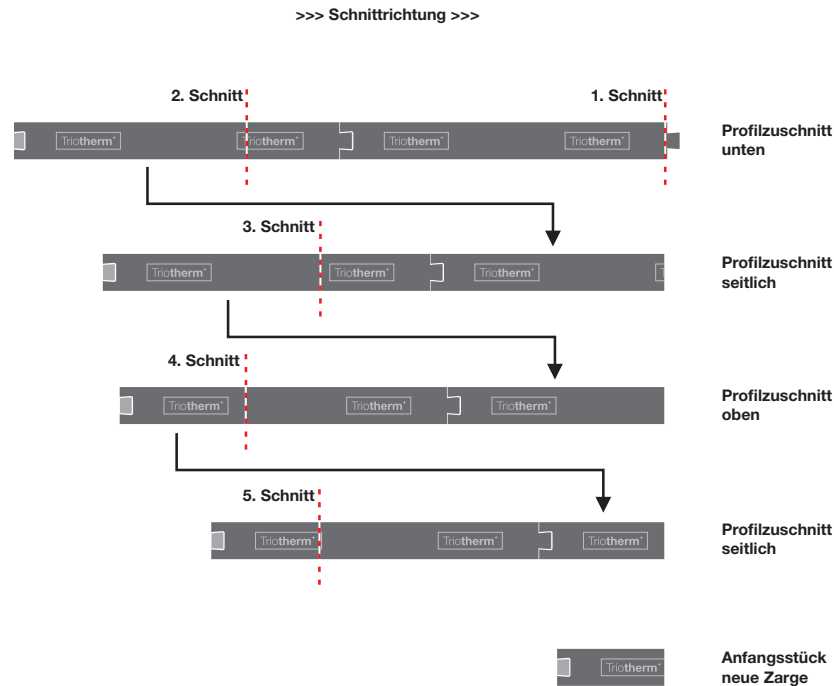 >>> Schnittrichtung >>>
2. Schnitt
1. Schnitt
Triotherm+
Triotherm+
Triotherm+
Triotherm+
Profilzuschnitt
unten
3. Schnitt
Triotherm+
Triotherm+
Triotherm+
T
Profilzuschnitt
seitlich
4. Schnitt
Triotherm+
Triotherm+
Triotherm+
Profilzuschnitt
oben
5. Schnitt
Triotherm+
Triotherm+
Triotherm+
Profilzuschnitt
seitlich
Triotherm
Anfangsstück
neue Zarge